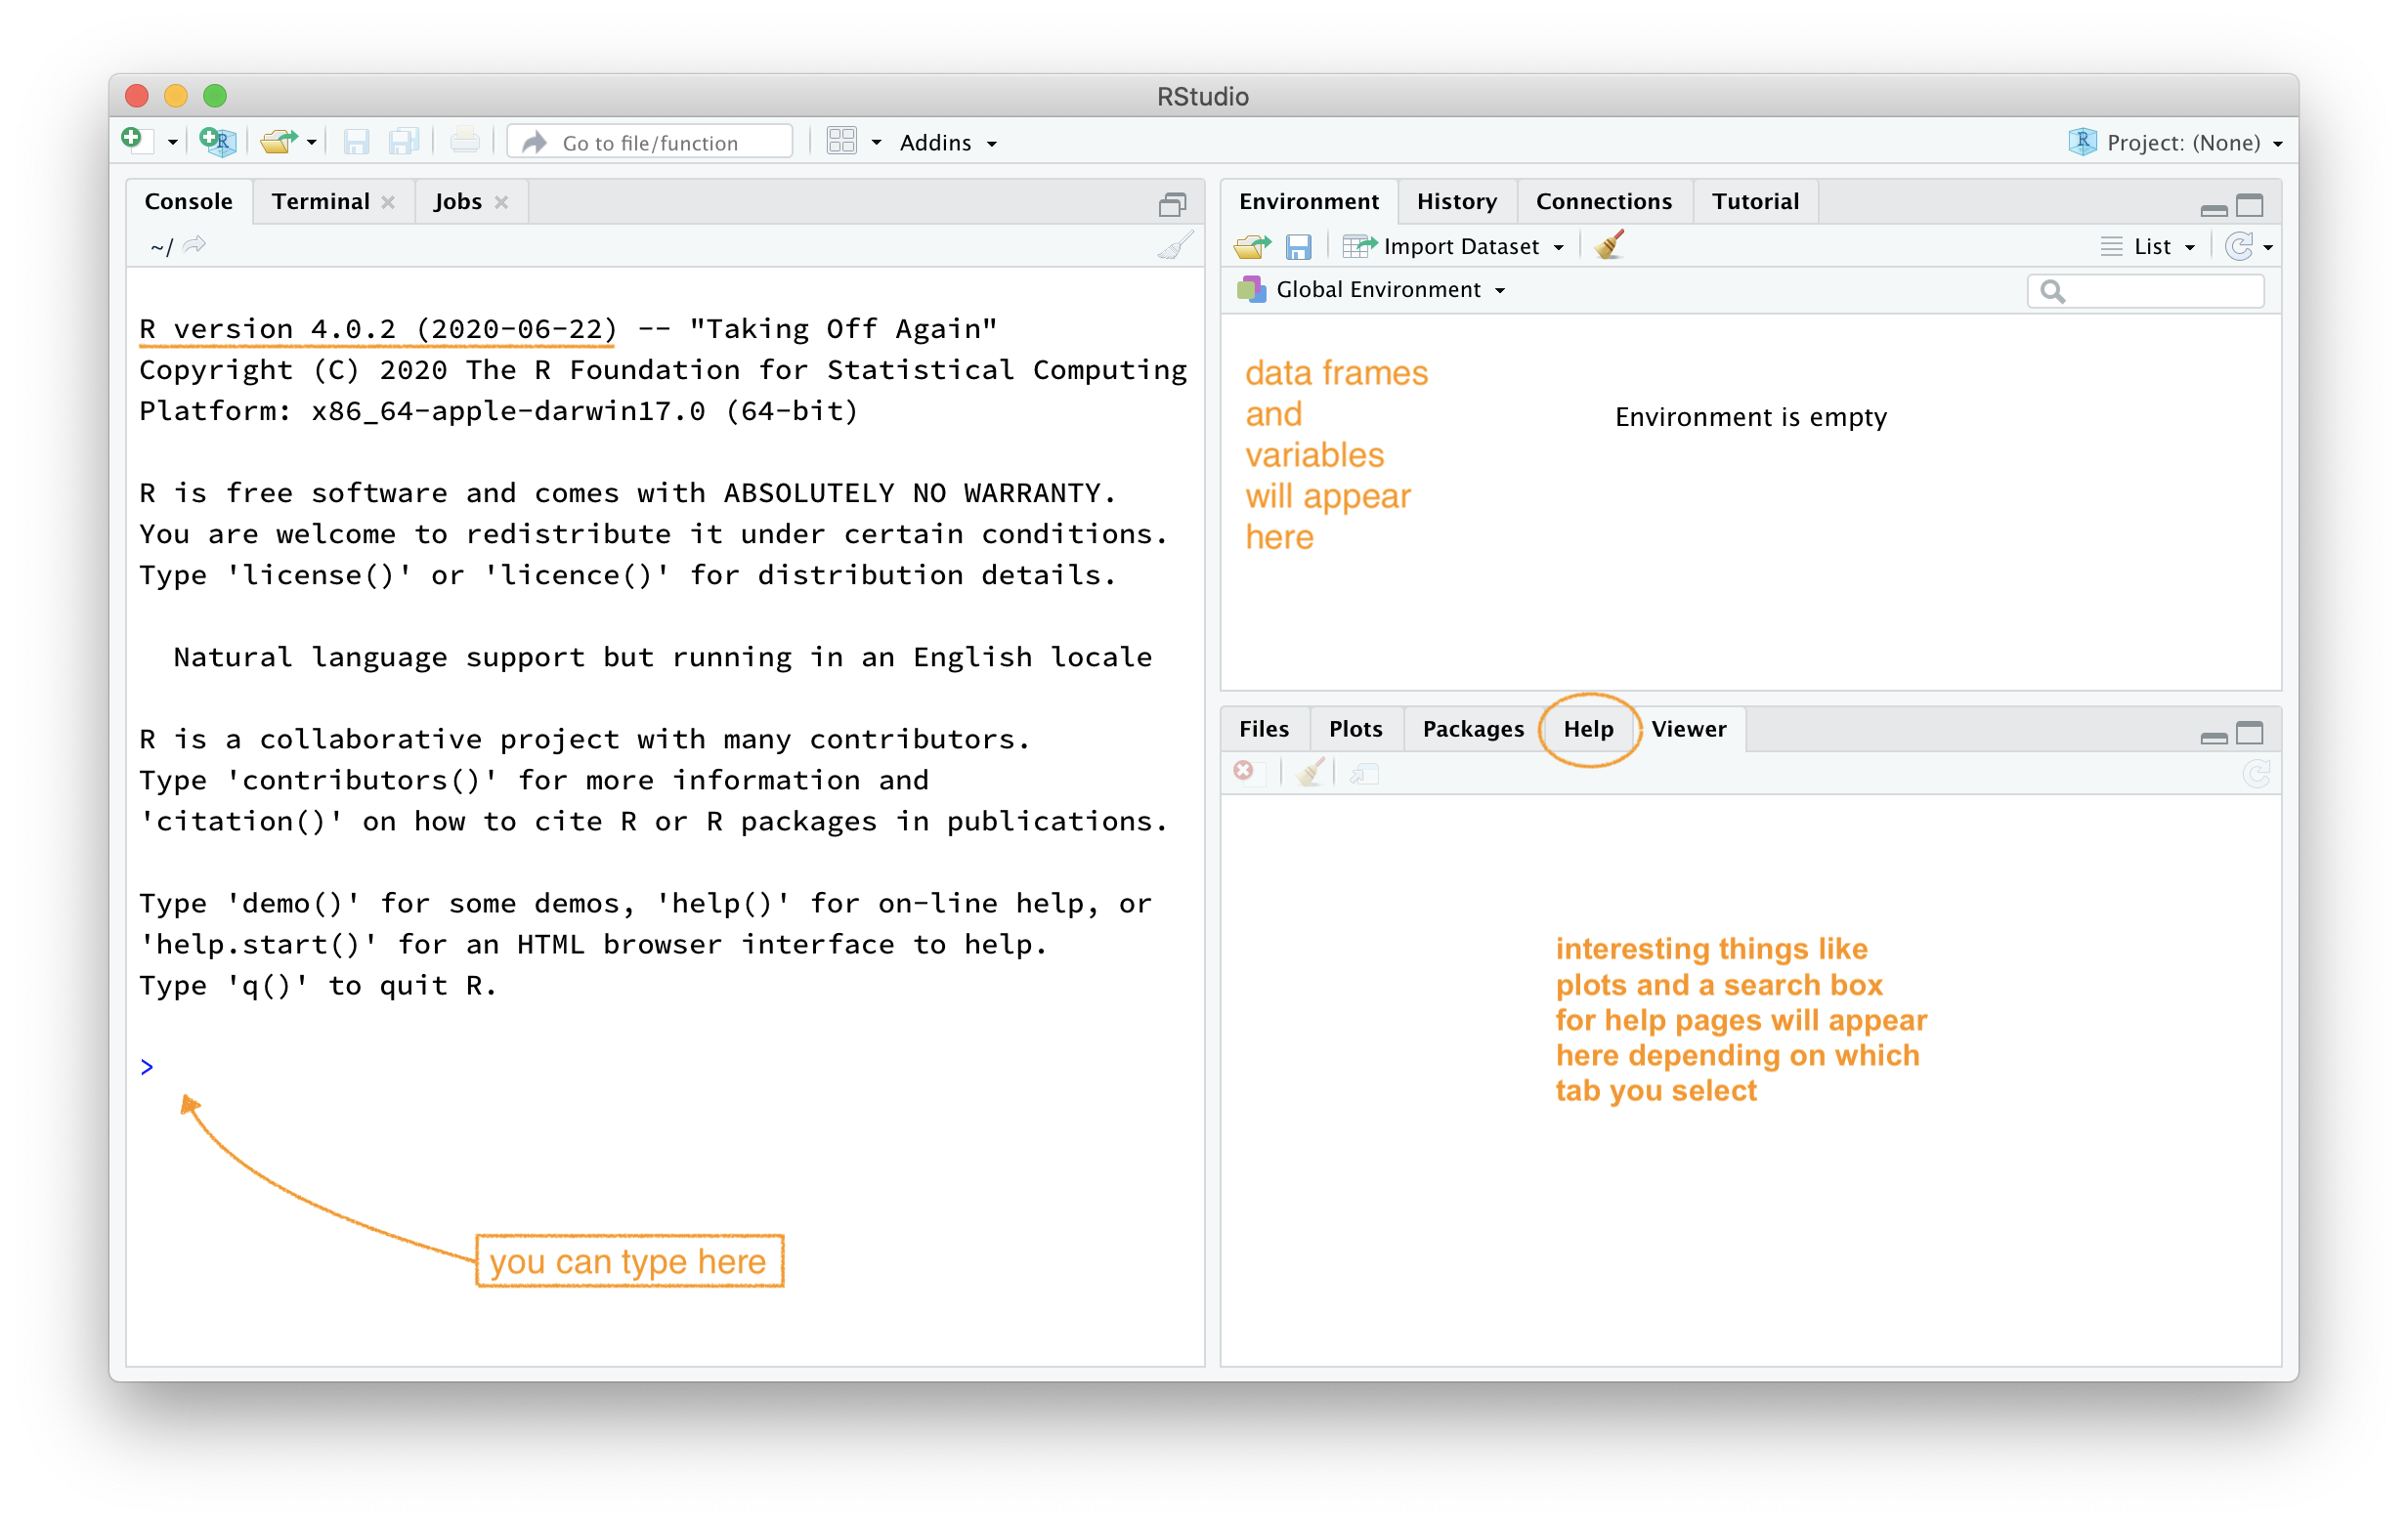 RStudio
Go to file/function
Addins
Project: (None)
Console
Terminal
Jobs
~/
R version 4.0.2 (2020-06-22) -- "Taking Off Again"
Copyright (C) 2020 The R Foundation for Statistical Computing
Platform: x86_64-apple-darwin17.0 (64-bit)
R is free software and comes with ABSOLUTELY NO WARRANTY.
You are welcome to redistribute it under certain conditions.
Type 'license()' or 'licence()' for distribution details.
Natural language support but running in an English locale
R is a collaborative project with many contributors.
Type 'contributors()' for more information and
'citation()' on how to cite R or R packages in publications.
Type 'demo()' for some demos, 'help()' for on-line help, or
'help.start()' for an HTML browser interface to help.
Type 'q()' to quit R.
>
you can type here
Environment
History
Connections
Tutorial
Import Dataset
List
Global Environment
data frames
and
variables
will appear
here
Environment is empty
Files
Plots
Packages
Help
Viewer
interesting things like
plots and a search box
for help pages will appear
here depending on which
tab you select